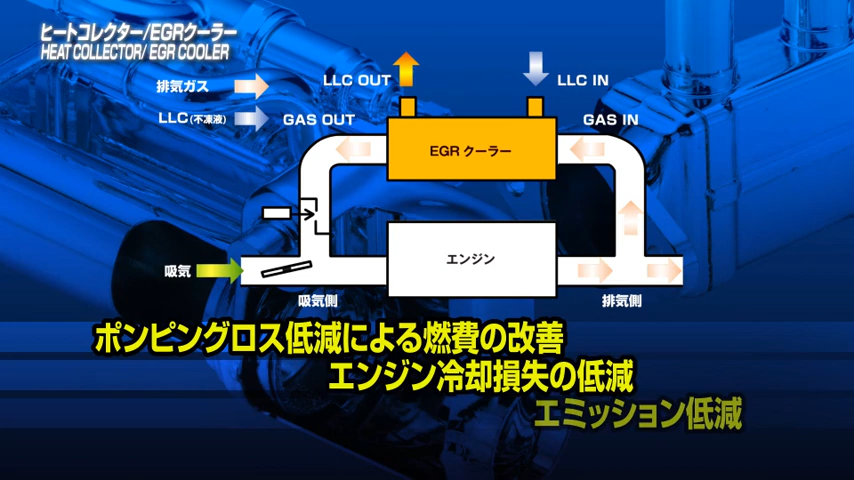 ヒートコレクター/EGRクーラー
HEAT COLLECTOR/ EGR COOLER
排気ガス
LLC OUT
LLC IN
LLC(不凍液)
GAS OUT
GAS IN
EGR クーラー
エンジン
吸気
吸気側
排気側
ポンピングロス低減による燃費の改善
エンジン冷却損失の低減
エミッション低減